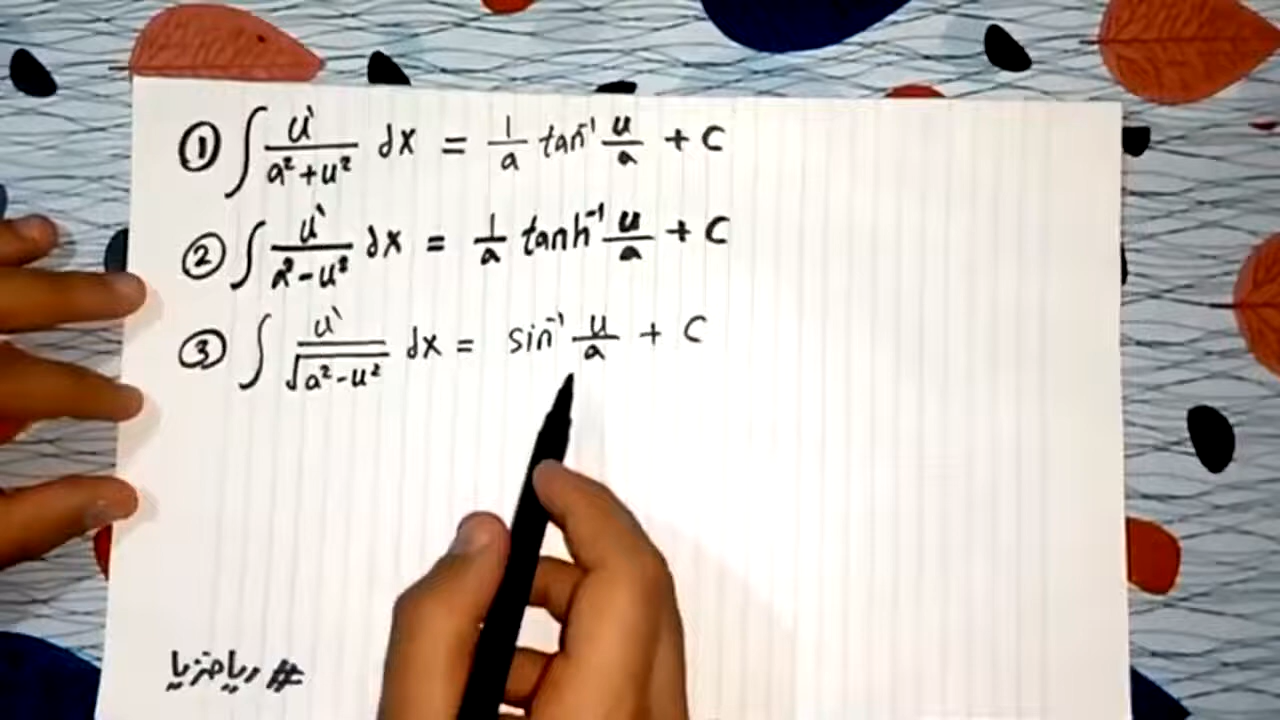 ① ∫ u` / (a² + u²) dx = 1/a tan⁻¹ u/a + C
② ∫ u` / (a² − u²) dx = 1/a tanh⁻¹ u/a + C
③ ∫ u` / √(a² − u²) dx = sin⁻¹ u/a + C
#رياضزيا